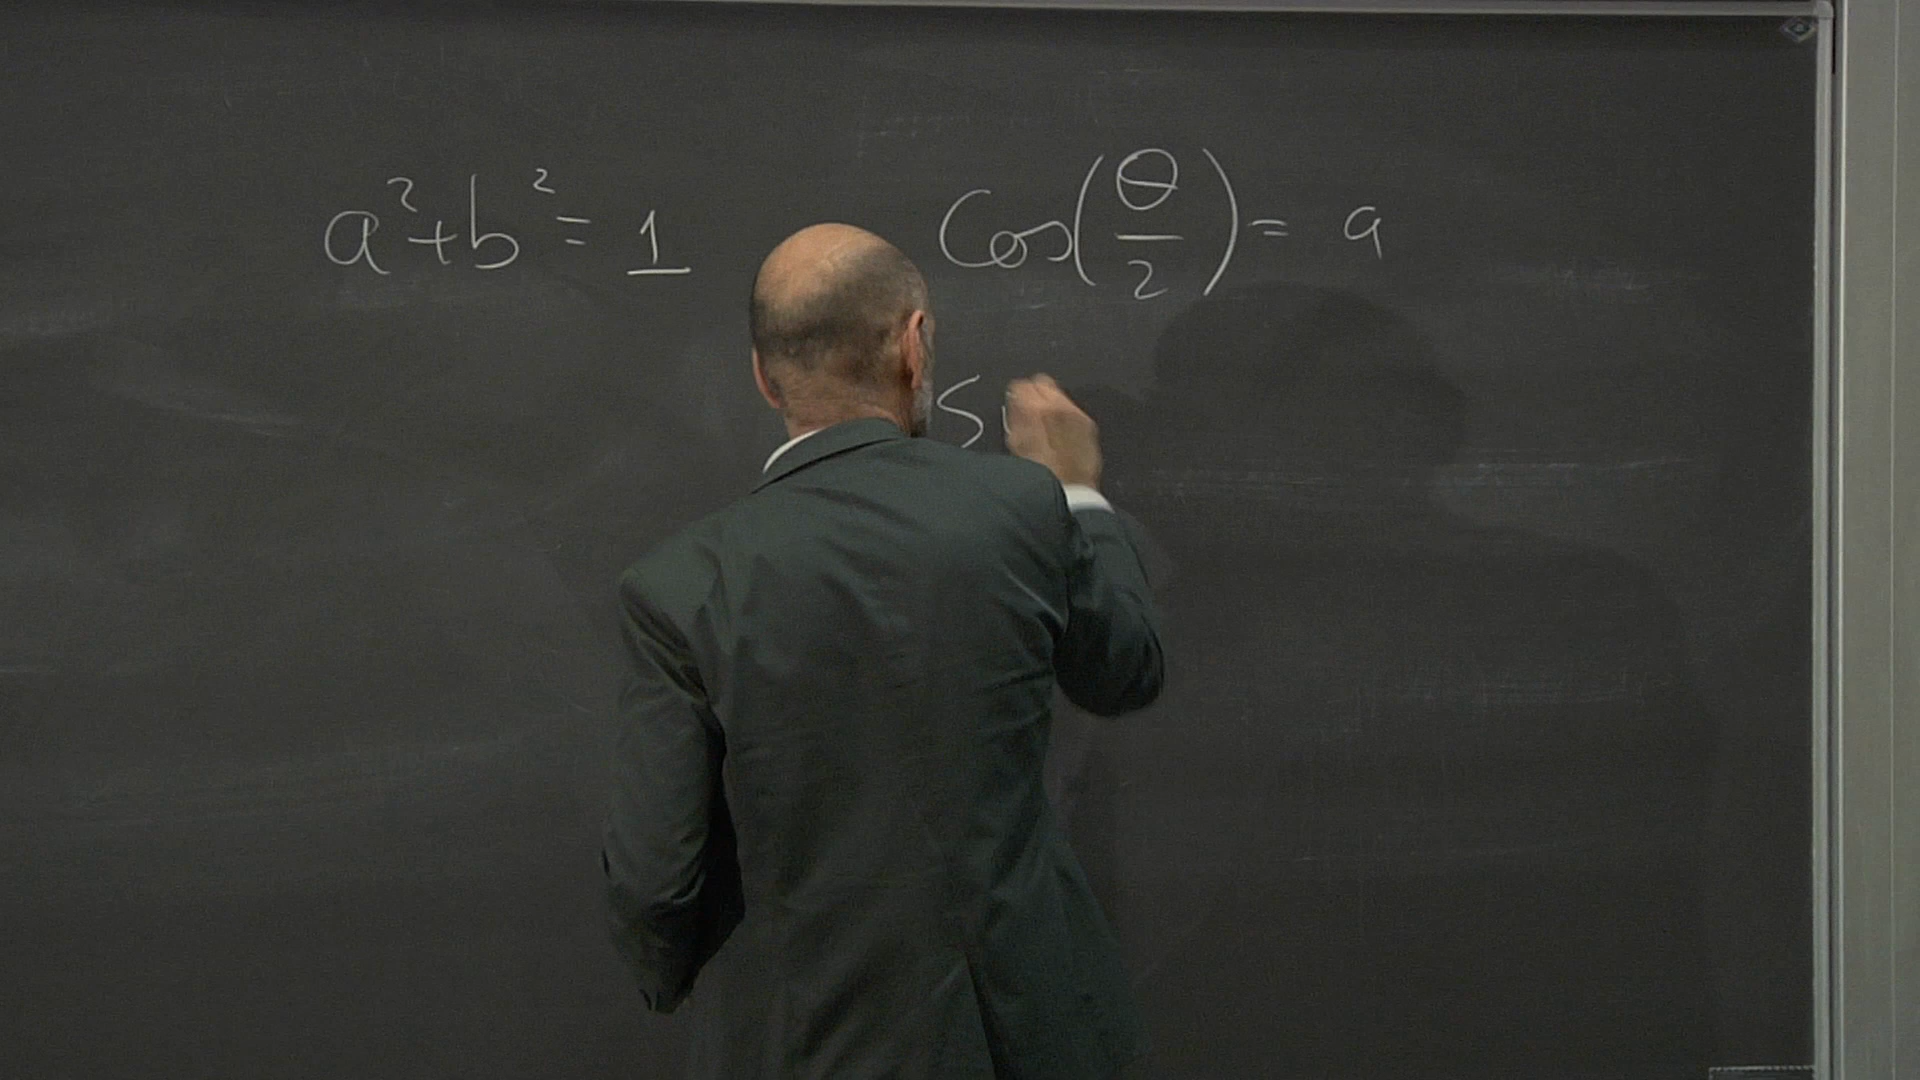 a²+b²= 1
Cos(θ/2)= a